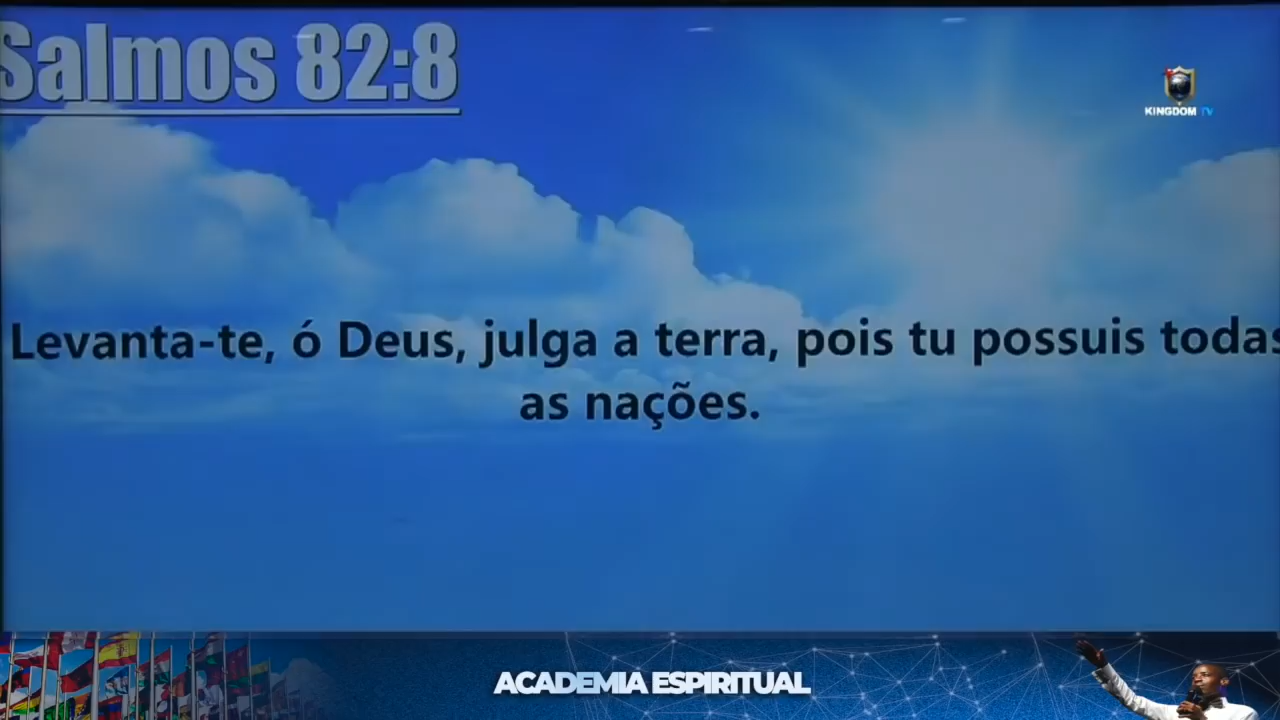 Salmos 82:8
KINGDOM TV
Levanta-te, ó Deus, julga a terra, pois tu possuis todas
as nações.
ACADEMIA ESPIRITUAL